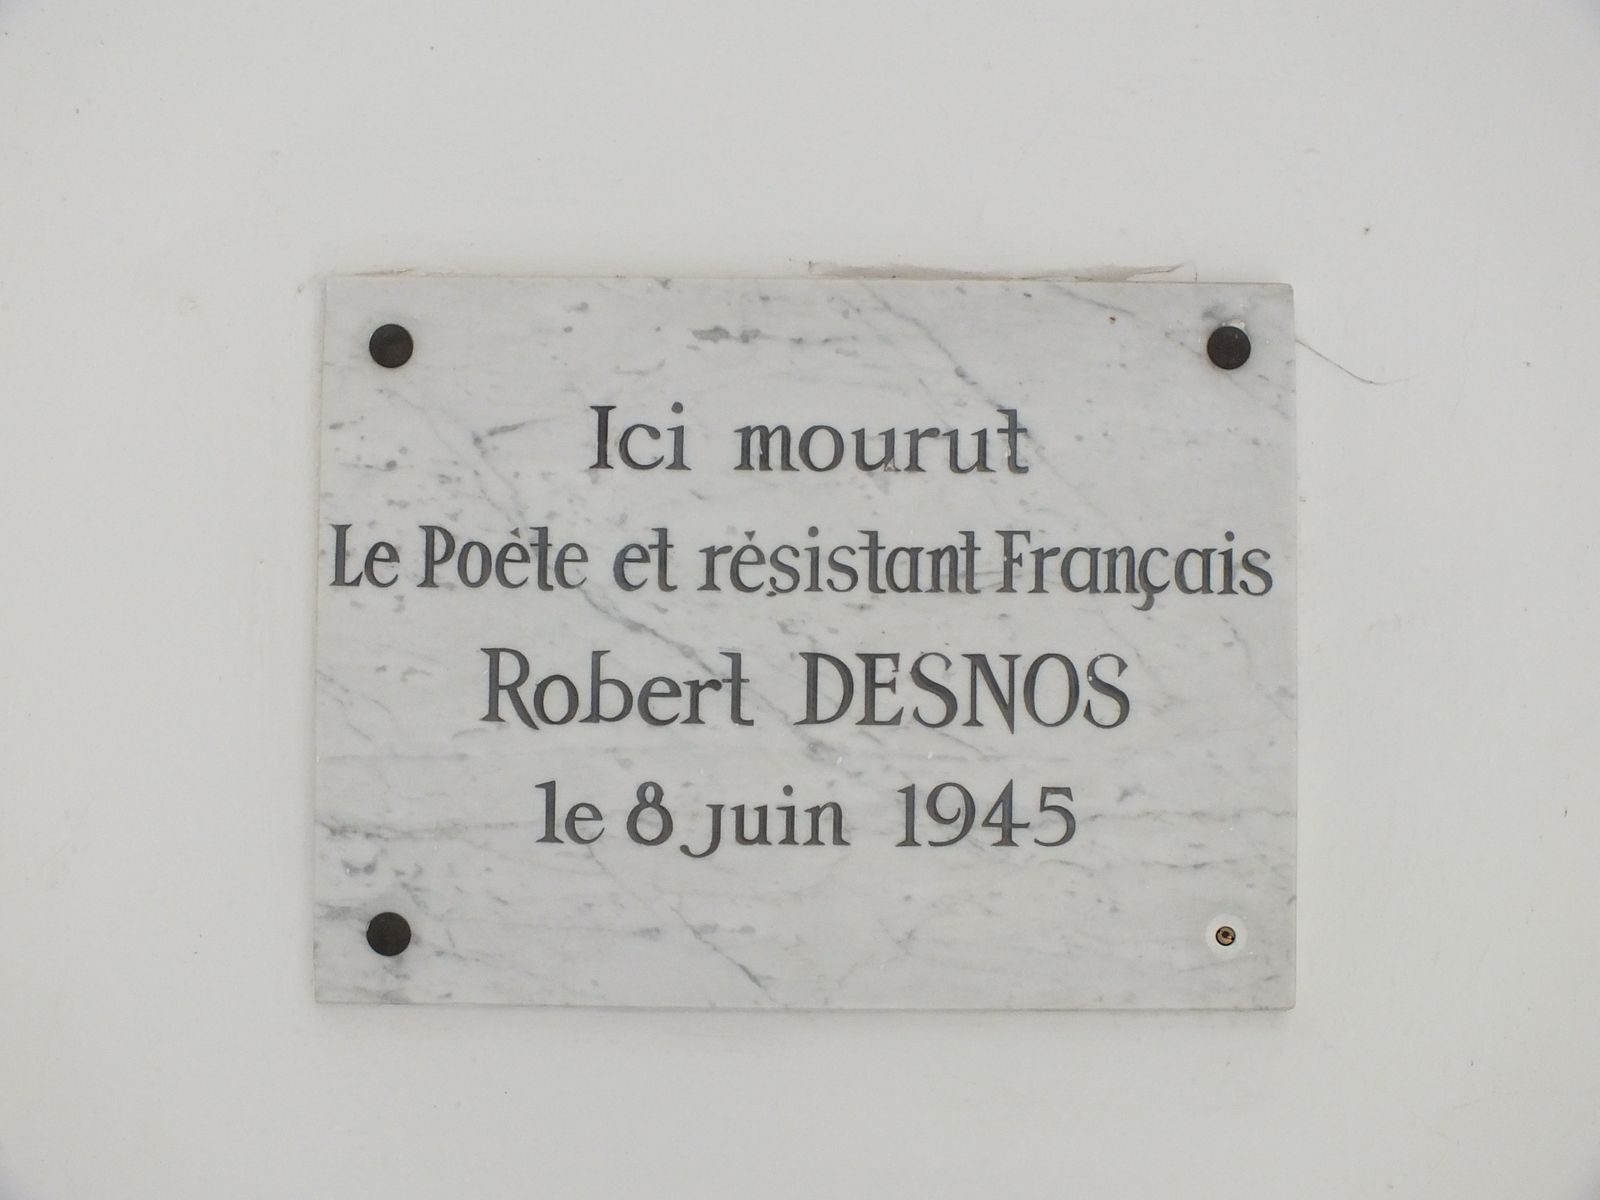 Ici mourut
Le Poète et résistant Français
Robert DESNOS
le 8 juin 1945